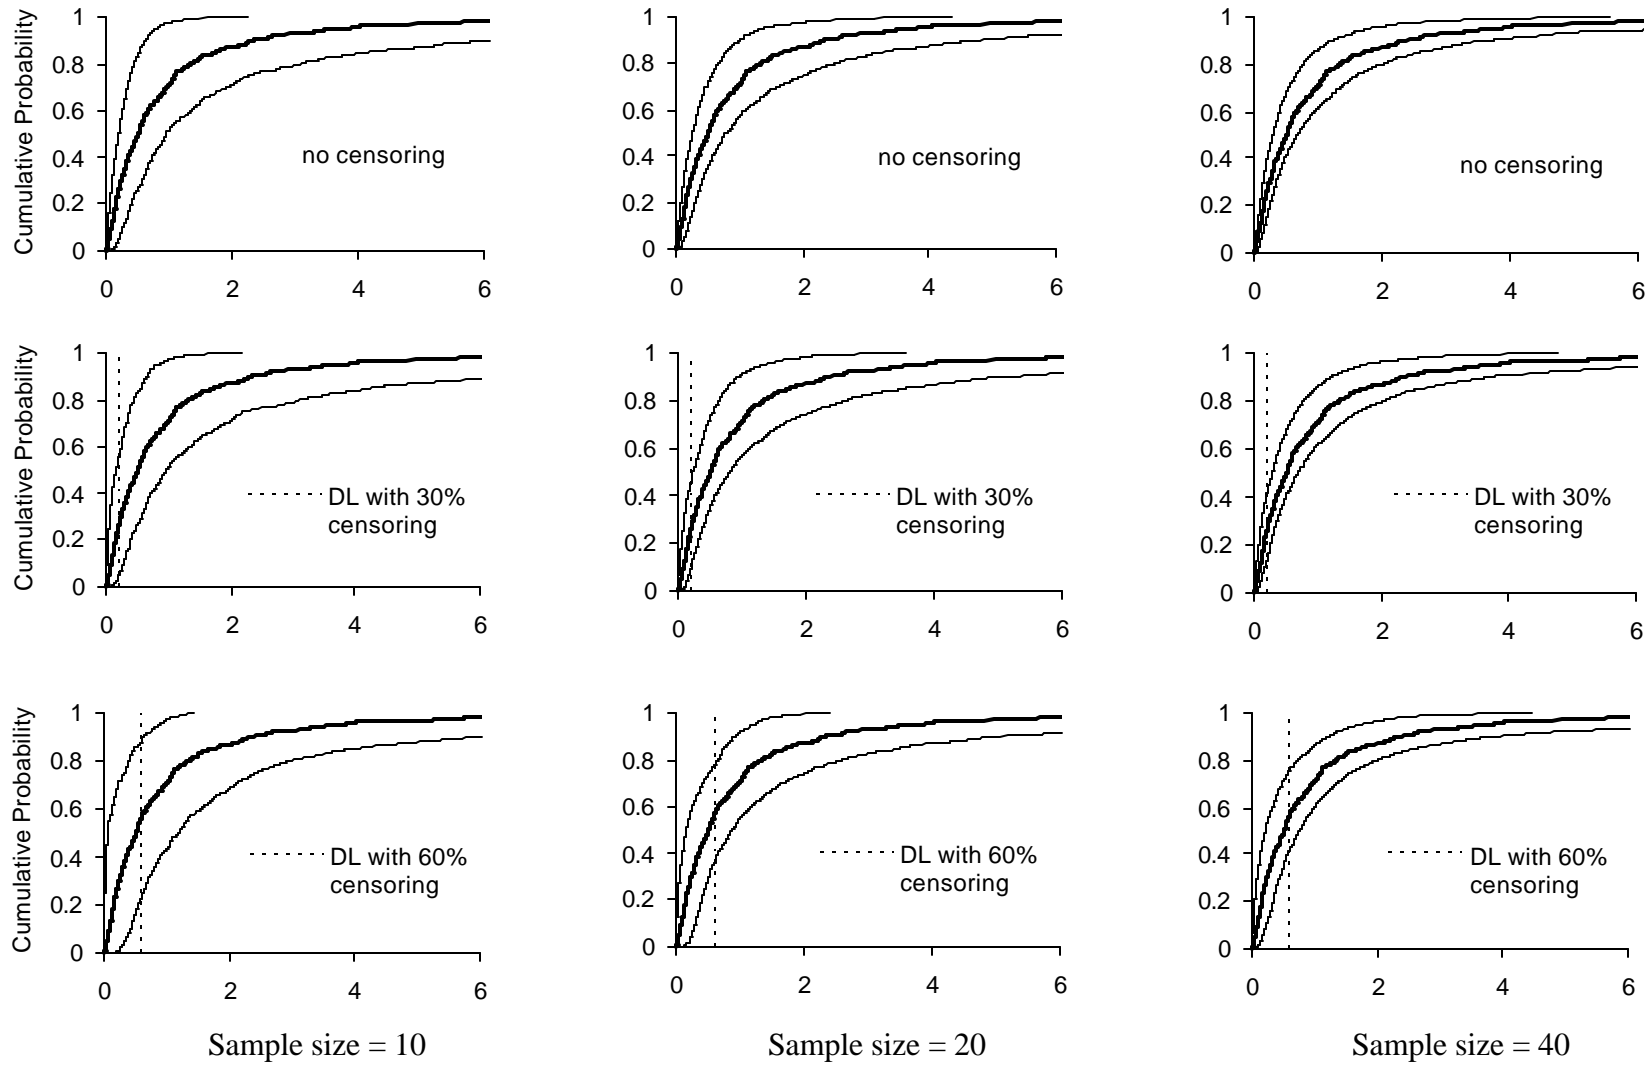 Cumulative Probability
1
0.8
0.6
0.4
0.2
0
no censoring
0 2 4 6
1
0.8
0.6
0.4
0.2
0
no censoring
0 2 4 6
1
0.8
0.6
0.4
0.2
0
no censoring
0 2 4 6
Cumulative Probability
1
0.8
0.6
0.4
0.2
0
DL with 30%
censoring
0 2 4 6
1
0.8
0.6
0.4
0.2
0
DL with 30%
censoring
0 2 4 6
1
0.8
0.6
0.4
0.2
0
DL with 30%
censoring
0 2 4 6
Cumulative Probability
1
0.8
0.6
0.4
0.2
0
DL with 60%
censoring
0 2 4 6
1
0.8
0.6
0.4
0.2
0
DL with 60%
censoring
0 2 4 6
1
0.8
0.6
0.4
0.2
0
DL with 60%
censoring
0 2 4 6
Sample size = 10
Sample size = 20
Sample size = 40